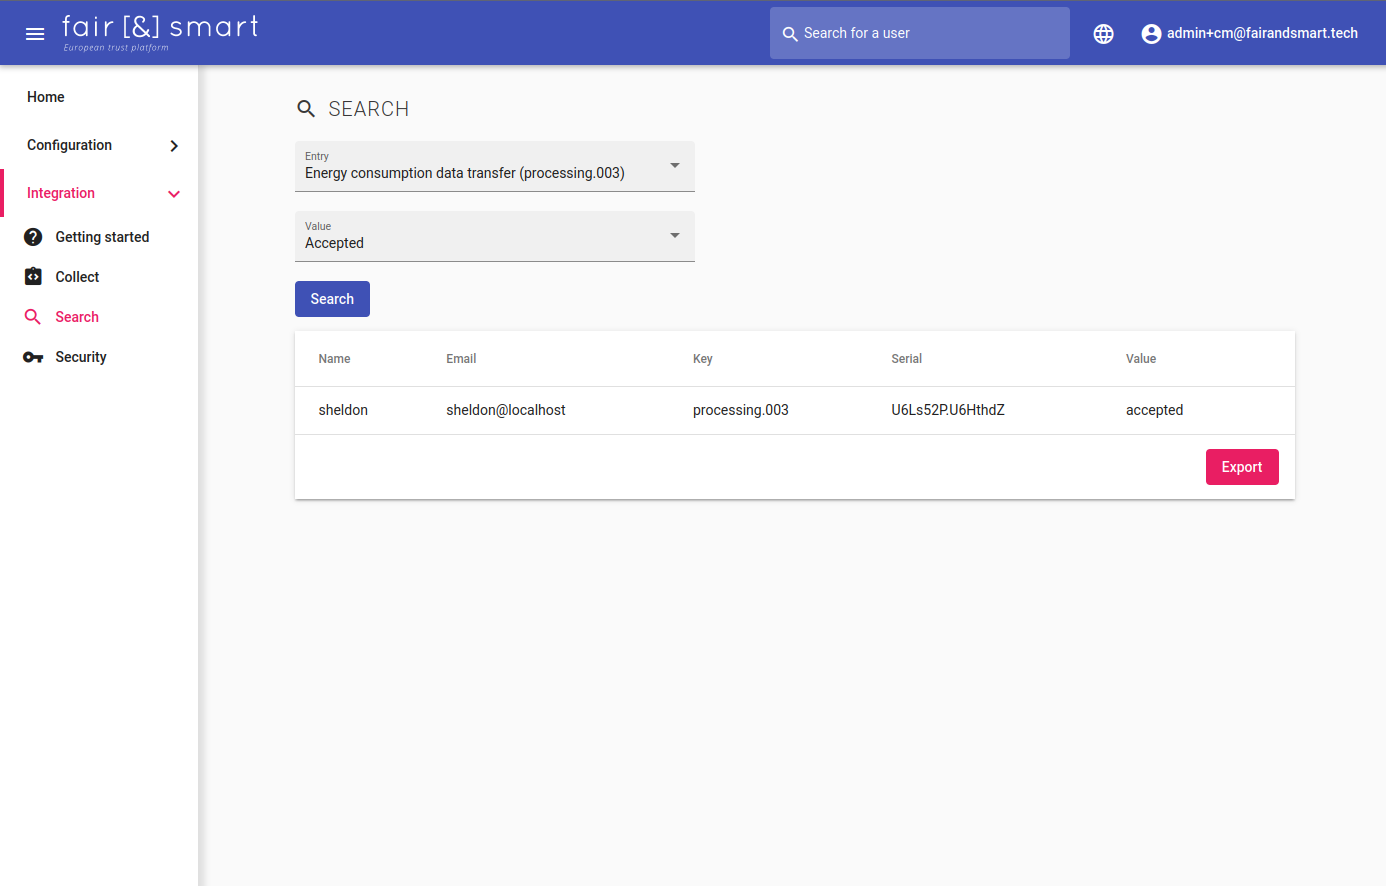 fair [&] smart
European trust platform
Search for a user
admin+cm@fairandsmart.tech
Home
Configuration
Integration
Getting started
Collect
Search
Security
SEARCH
Entry
Energy consumption data transfer (processing.003)
Value
Accepted
Search
Name Email Key Serial Value
sheldon sheldon@localhost processing.003 U6Ls52P.U6HthdZ accepted
Export